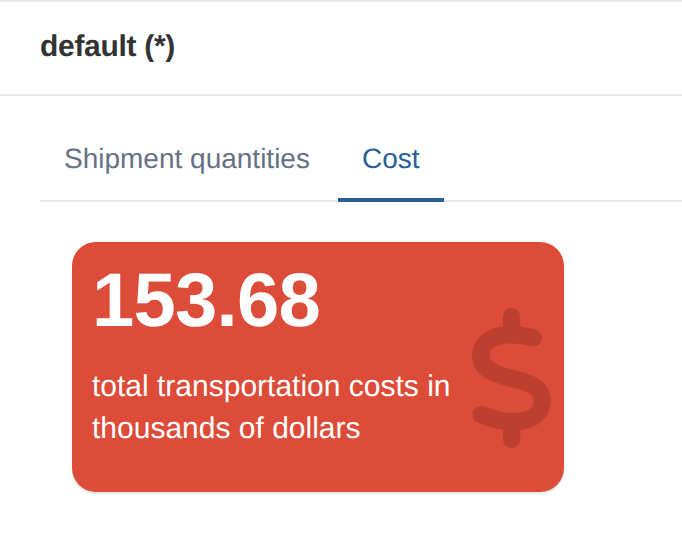 default (*)
Shipment quantities Cost
153.68
total transportation costs in
thousands of dollars
$